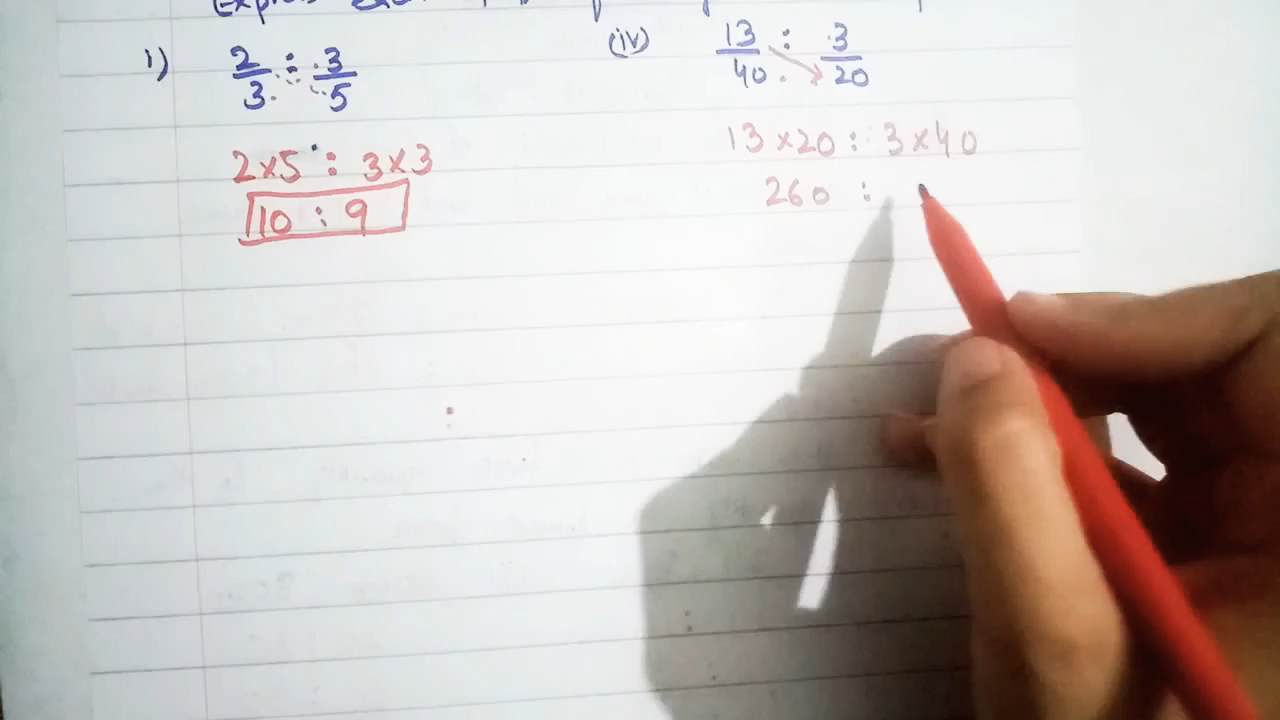 Express
i) 2/3 : 3/5
2×5 : 3×3
10 : 9
(iv) 13/40 : 3/20
13×20 : 3×40
260 :